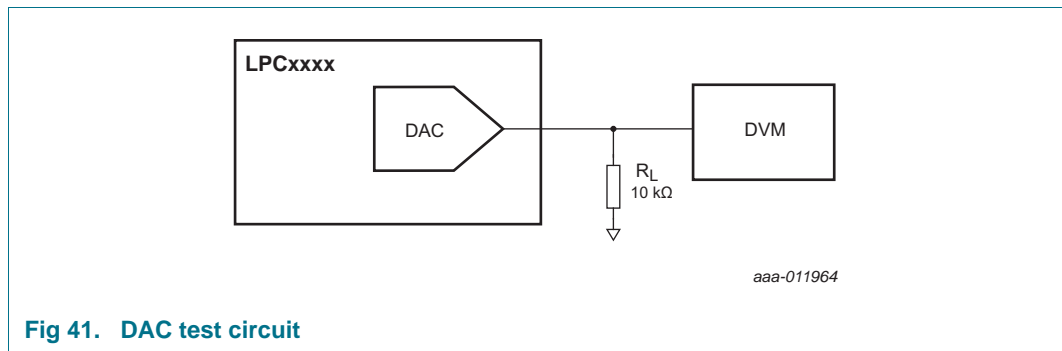 LPCxxxx
DAC
DVM
RL
10 kΩ
aaa-011964
Fig 41. DAC test circuit